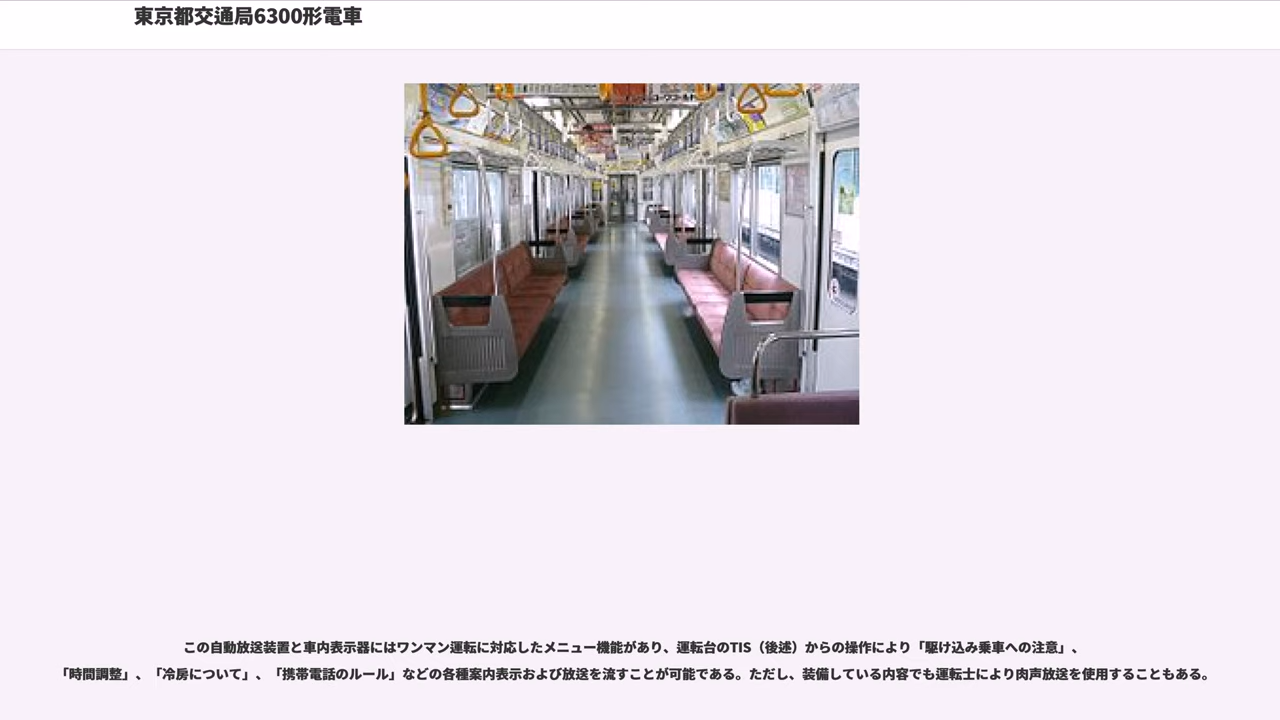 東京都交通局6300形電車
この自動放送装置と車内表示器にはワンマン運転に対応したメニュー機能があり、運転台のTIS（後述）からの操作により「駆け込み乗車への注意」、
「時間調整」、「冷房について」、「携帯電話のルール」などの各種案内表示および放送を流すことが可能である。ただし、装備している内容でも運転士により肉声放送を使用することもある。